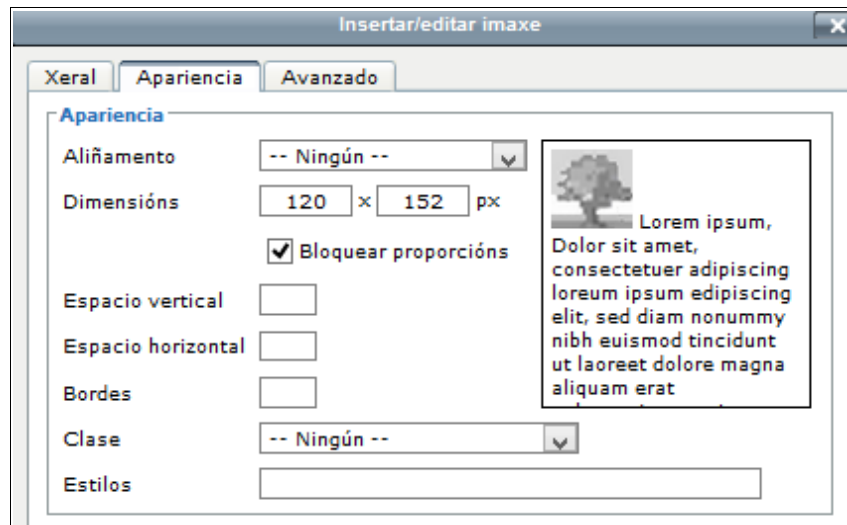 Insertar/editar imaxe
Xeral Apariencia Avanzado
Apariencia
Aliñamento -- Ningún --
Dimensións 120 x 152 px
Bloquear proporcións
Espacio vertical
Espacio horizontal
Bordes
Clase -- Ningún --
Estilos
Lorem ipsum,
Dolor sit amet,
consectetuer adipiscing
loreum ipsum edipiscing
elit, sed diam nonummy
nibh euismod tincidunt
ut laoreet dolore magna
aliquam erat